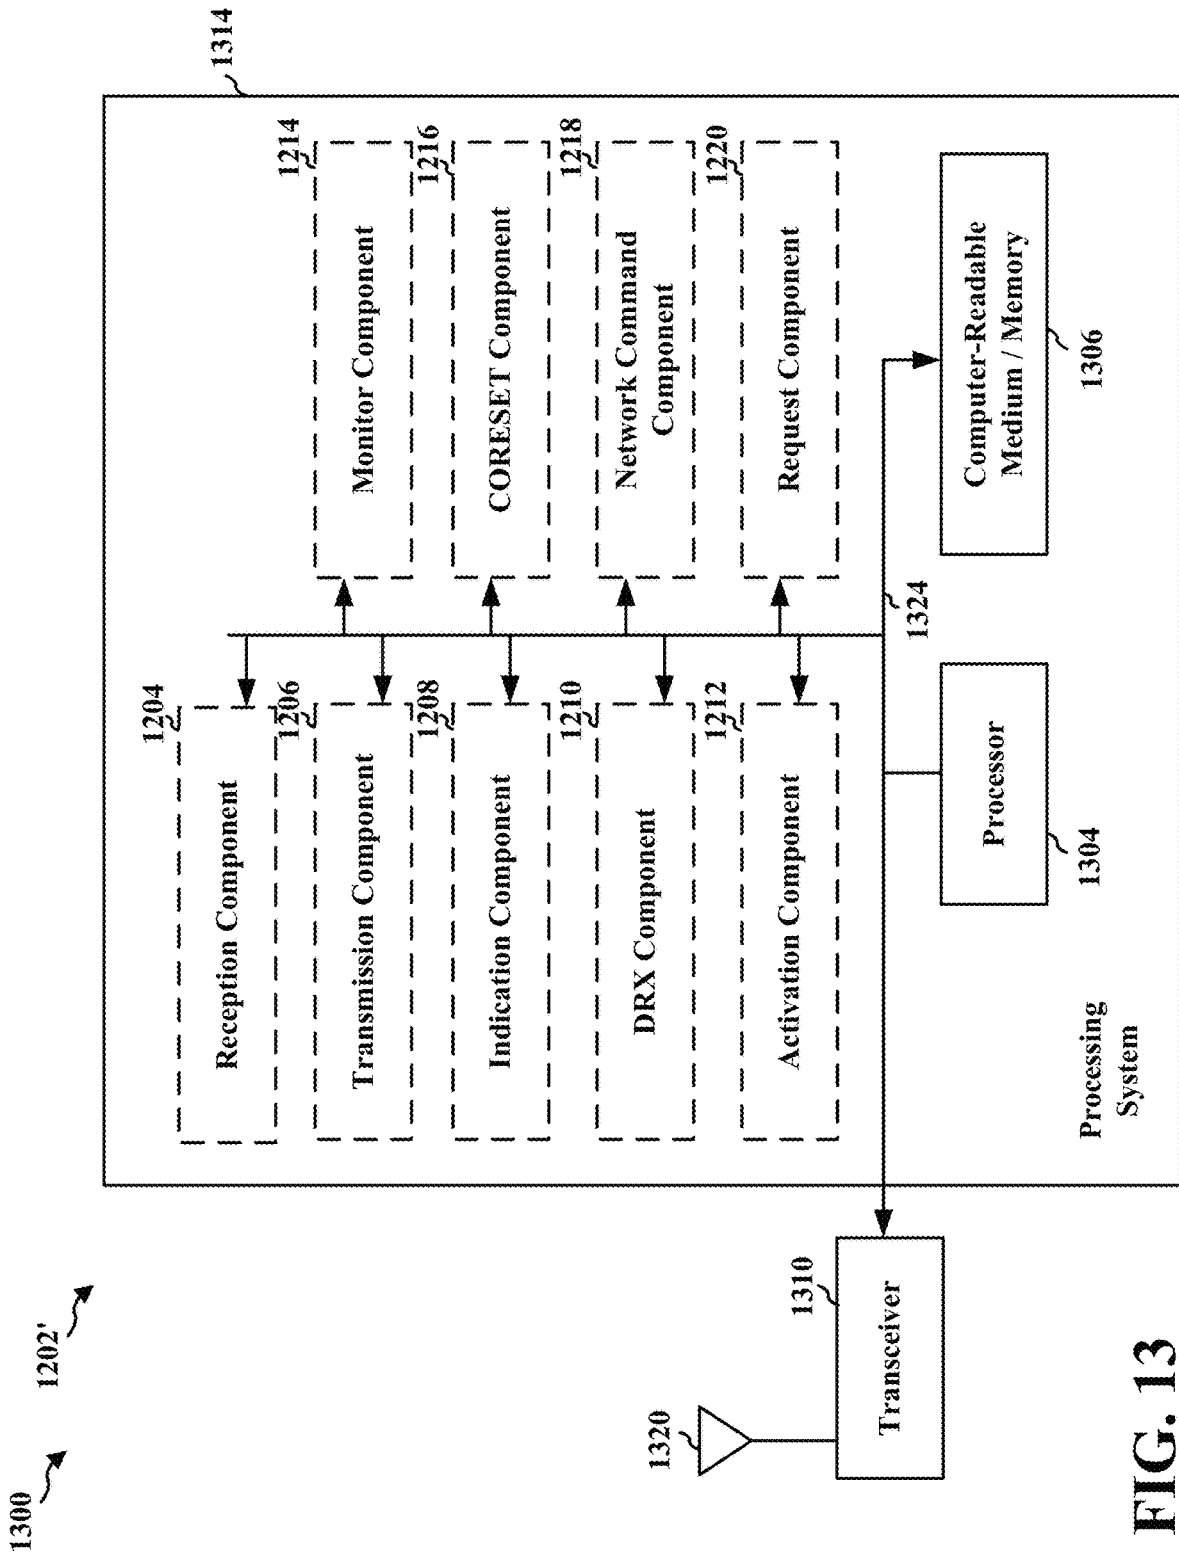 1300
1202'
1314
1204
Reception Component
1206
Transmission Component
1208
Indication Component
1210
DRX Component
1212
Activation Component
1214
Monitor Component
1216
CORESET Component
1218
Network Command
Component
1220
Request Component
1320
1310
Transceiver
Processing
System
Processor
1304
1324
Computer-Readable
Medium / Memory
1306
FIG. 13